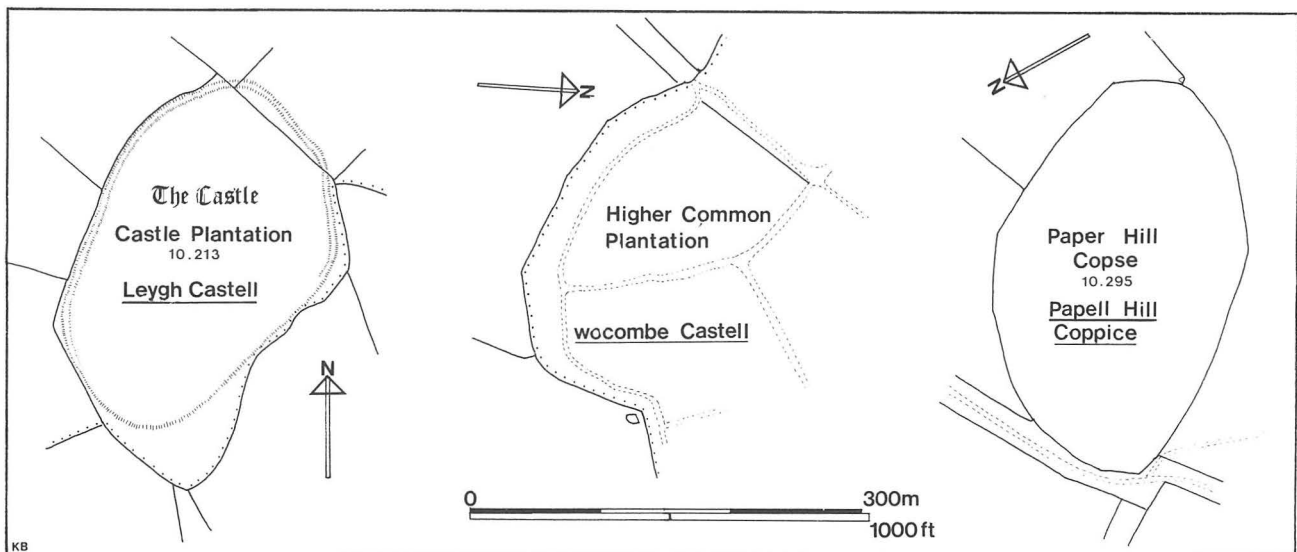 The Castle
Castle Plantation
10.213
Leygh Castell
N
N
Higher Common
Plantation
wocombe Castell
N
Paper Hill
Copse
10.295
Papell Hill
Coppice
0 300m
1000ft
KB